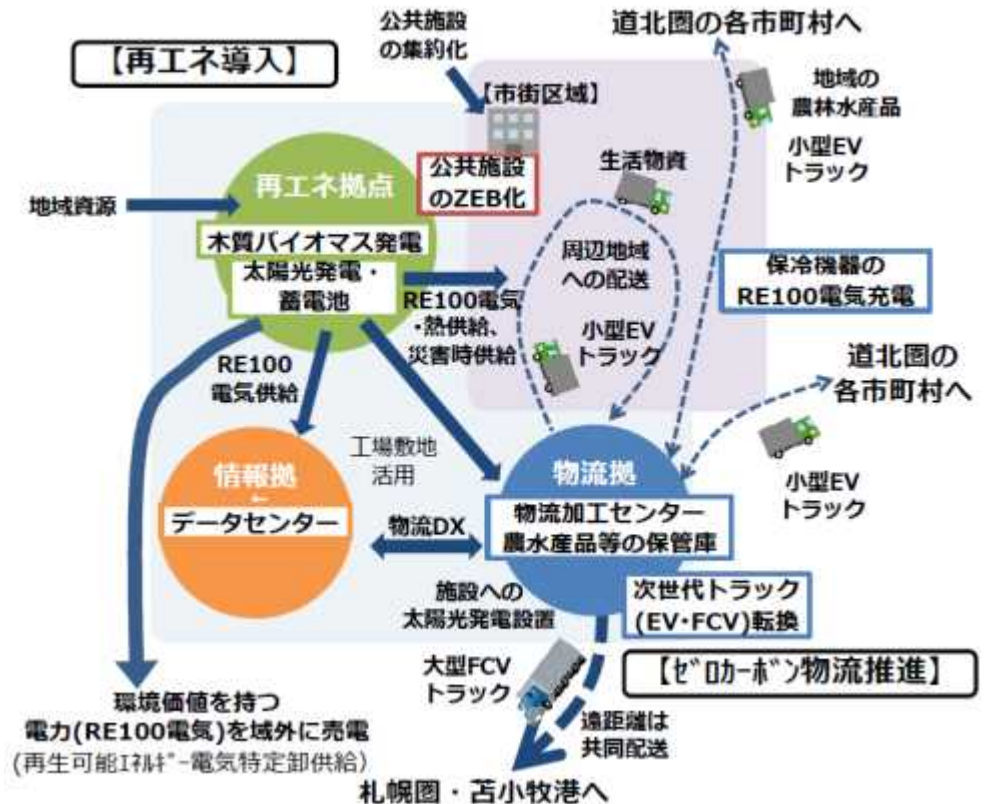 公共施設
の集約化
道北圏の各市町村へ
【再エネ導入】
【市街区域】
地域の
農林水産品
小型EV
トラック
生活物資
公共施設
のZEB化
再エネ拠点
地域資源
木質バイオマス発電
太陽光発電・
蓄電池
周辺地域
への配送
保冷機器の
RE100電気充電
RE100電気
・熱供給、
災害時供給
小型EV
トラック
RE100
電気供給
道北圏の
各市町村へ
工場敷地
活用
情報拠
データセンター
物流拠
小型EV
トラック
物流DX
物流加工センター
農水産品等の保管庫
施設への
太陽光発電設置
次世代トラック
(EV・FCV)転換
大型FCV
トラック
【ｾﾞﾛｶｰﾎﾞﾝ物流推進】
環境価値を持つ
電力(RE100電気)を域外に売電
(再生可能ｴﾈﾙｷﾞｰ電気特定卸供給)
遠距離は
共同配送
札幌圏・苫小牧港へ